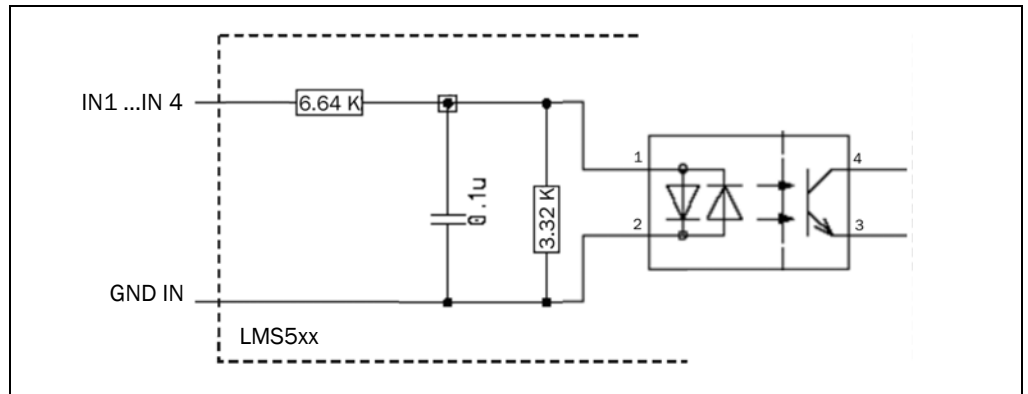 IN1 ...IN 4
6.64 K
0.1u
3.32 K
1
2
4
3
GND IN
LMS5xx